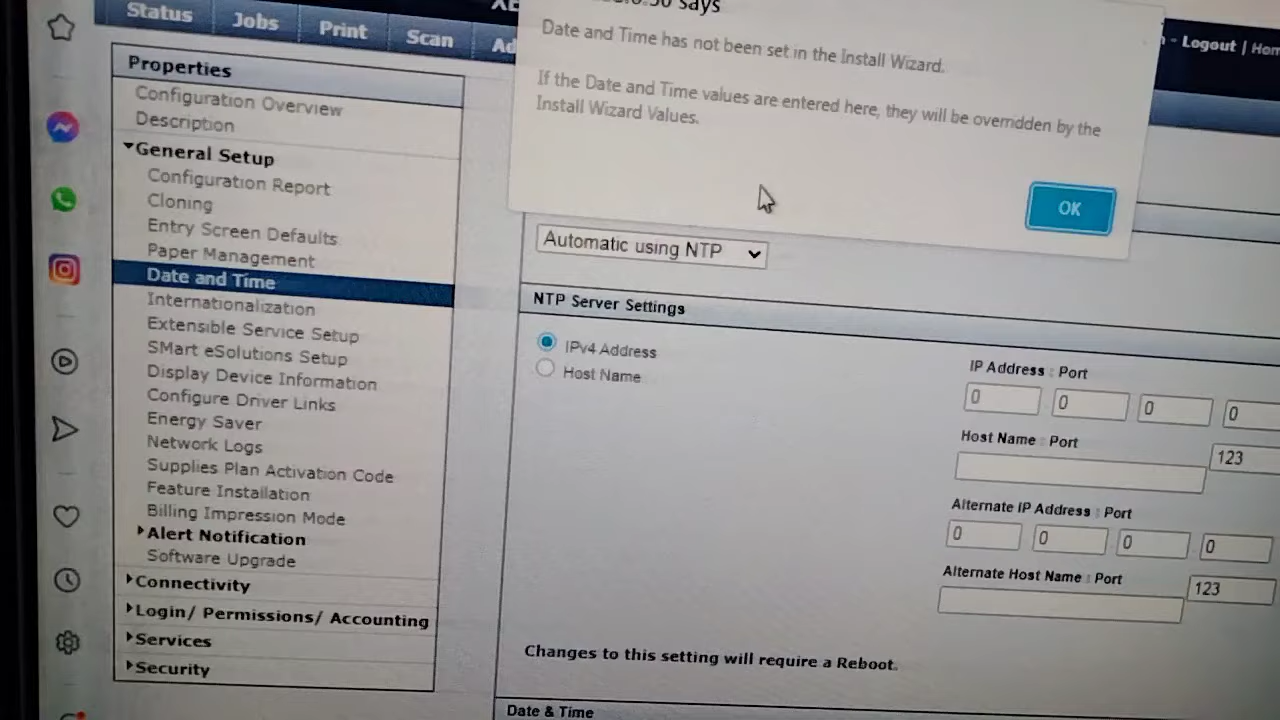 says
Date and Time has not been set in the Install Wizard.
If the Date and Time values are entered here, they will be overridden by the
Install Wizard Values.
OK
Status
Jobs
Print
Scan
- Logout |
Properties
Configuration Overview
Description
General Setup
Configuration Report
Cloning
Entry Screen Defaults
Paper Management
Date and Time
Internationalization
Extensible Service Setup
SMart eSolutions Setup
Display Device Information
Configure Driver Links
Energy Saver
Network Logs
Supplies Plan Activation Code
Feature Installation
Billing Impression Mode
Alert Notification
Software Upgrade
Connectivity
Login/ Permissions/ Accounting
Services
Security
Automatic using NTP
NTP Server Settings
IPv4 Address
Host Name
IP Address : Port
0 0 0 0
Host Name : Port
123
Alternate IP Address : Port
0 0 0 0
Alternate Host Name : Port
123
Changes to this setting will require a Reboot.
Date & Time